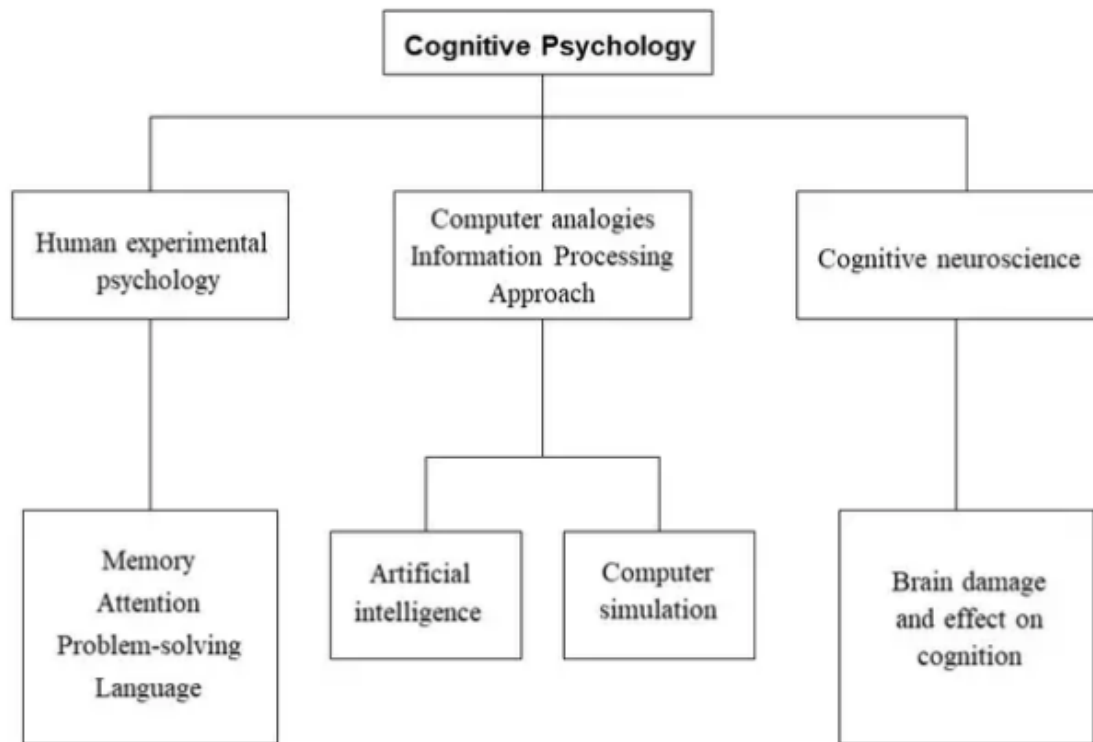 Cognitive Psychology
Human experimental
psychology
Computer analogies
Information Processing
Approach
Cognitive neuroscience
Memory
Attention
Problem-solving
Language
Artificial
intelligence
Computer
simulation
Brain damage
and effect on
cognition